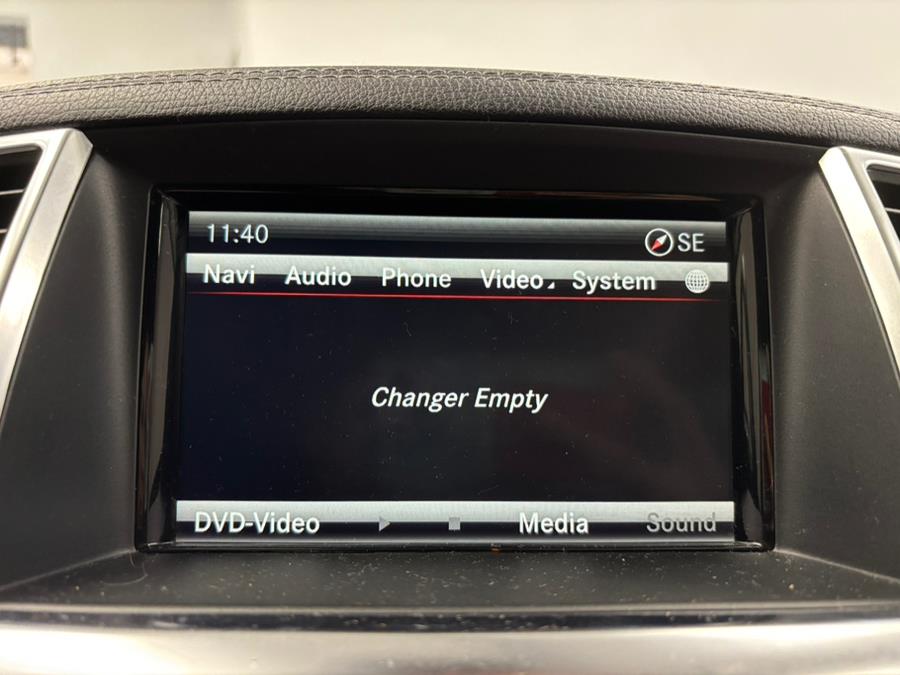 11:40 SE
Navi Audio Phone Video System
Changer Empty
DVD-Video Media Sound